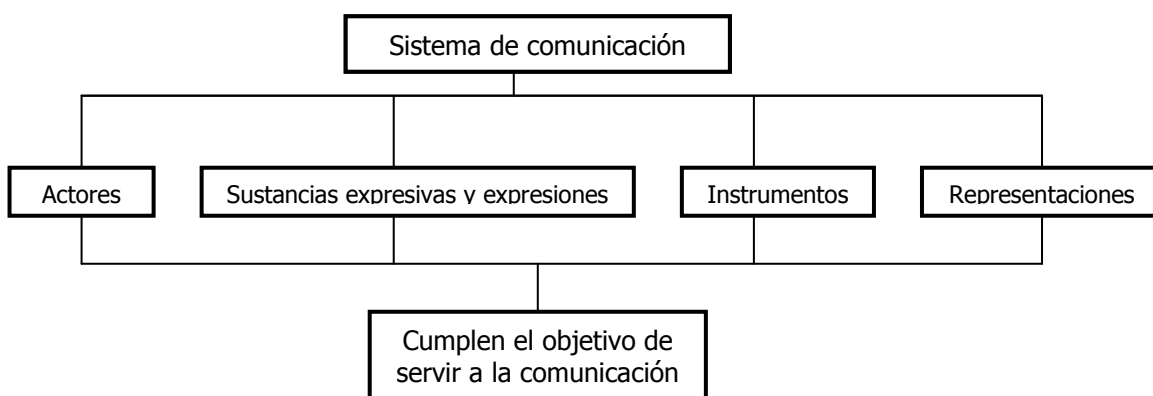 Sistema de comunicación
Actores
Sustancias expresivas y expresiones
Instrumentos
Representaciones
Cumplen el objetivo de
servir a la comunicación